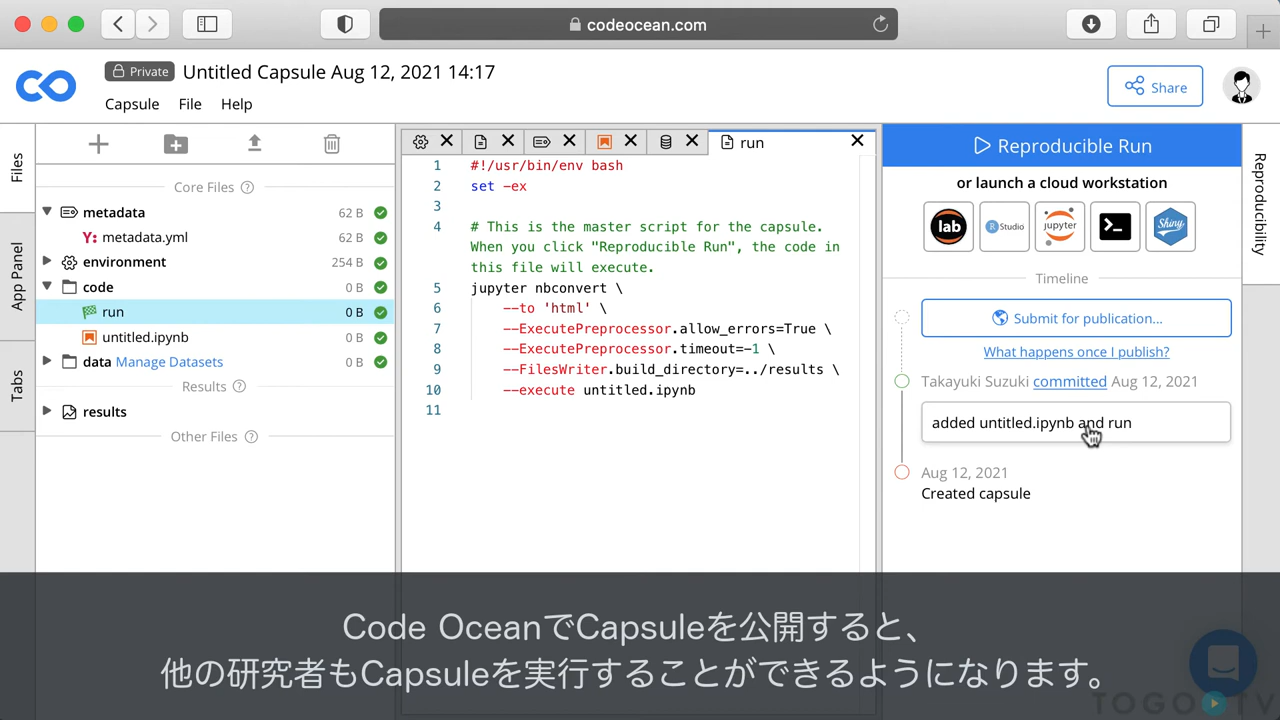 codeocean.com
Private Untitled Capsule Aug 12, 2021 14:17
Capsule File Help
Share
Files
App Panel
Tabs
Core Files ?
metadata 62 B
Y: metadata.yml 62 B
environment 254 B
code 0 B
run 0 B
untitled.ipynb 0 B
data Manage Datasets 0 B
Results ?
results
Other Files ?
run
1 #!/usr/bin/env bash
2 set -ex
3
4 # This is the master script for the capsule.
When you click "Reproducible Run", the code in
this file will execute.
5 jupyter nbconvert \
6 --to 'html' \
7 --ExecutePreprocessor.allow_errors=True \
8 --ExecutePreprocessor.timeout=-1 \
9 --FilesWriter.build_directory=../results \
10 --execute untitled.ipynb
11
Reproducible Run
or launch a cloud workstation
lab
R Studio
jupyter
Shiny
Timeline
Submit for publication...
What happens once I publish?
Takayuki Suzuki committed Aug 12, 2021
added untitled.ipynb and run
Aug 12, 2021
Created capsule
Reproducibility
Code OceanでCapsuleを公開すると、
他の研究者もCapsuleを実行することができるようになります。
TOGO TV